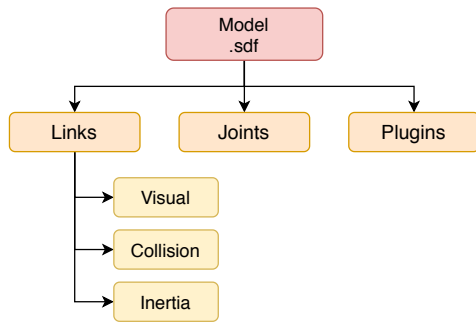 Model
.sdf
Links
Joints
Plugins
Visual
Collision
Inertia